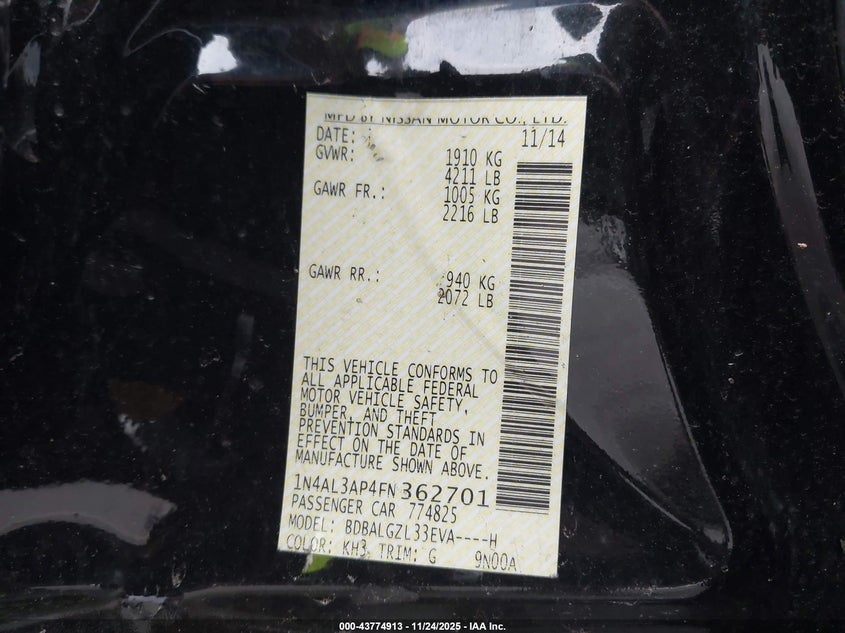 MFD BY NISSAN MOTOR CO., LTD.
DATE: 11/14
GVWR: 1910 KG
4211 LB
GAWR FR.: 1005 KG
2216 LB
GAWR RR.: 940 KG
2072 LB
THIS VEHICLE CONFORMS TO
ALL APPLICABLE FEDERAL
MOTOR VEHICLE SAFETY,
BUMPER, AND THEFT
PREVENTION STANDARDS IN
EFFECT ON THE DATE OF
MANUFACTURE SHOWN ABOVE.
1N4AL3AP4FN362701
PASSENGER CAR 774825
MODEL: BDBALGZL33EVA----H
COLOR: KH3 TRIM: G 9N00A
000-43774913 - 11/24/2025 - IAA Inc.